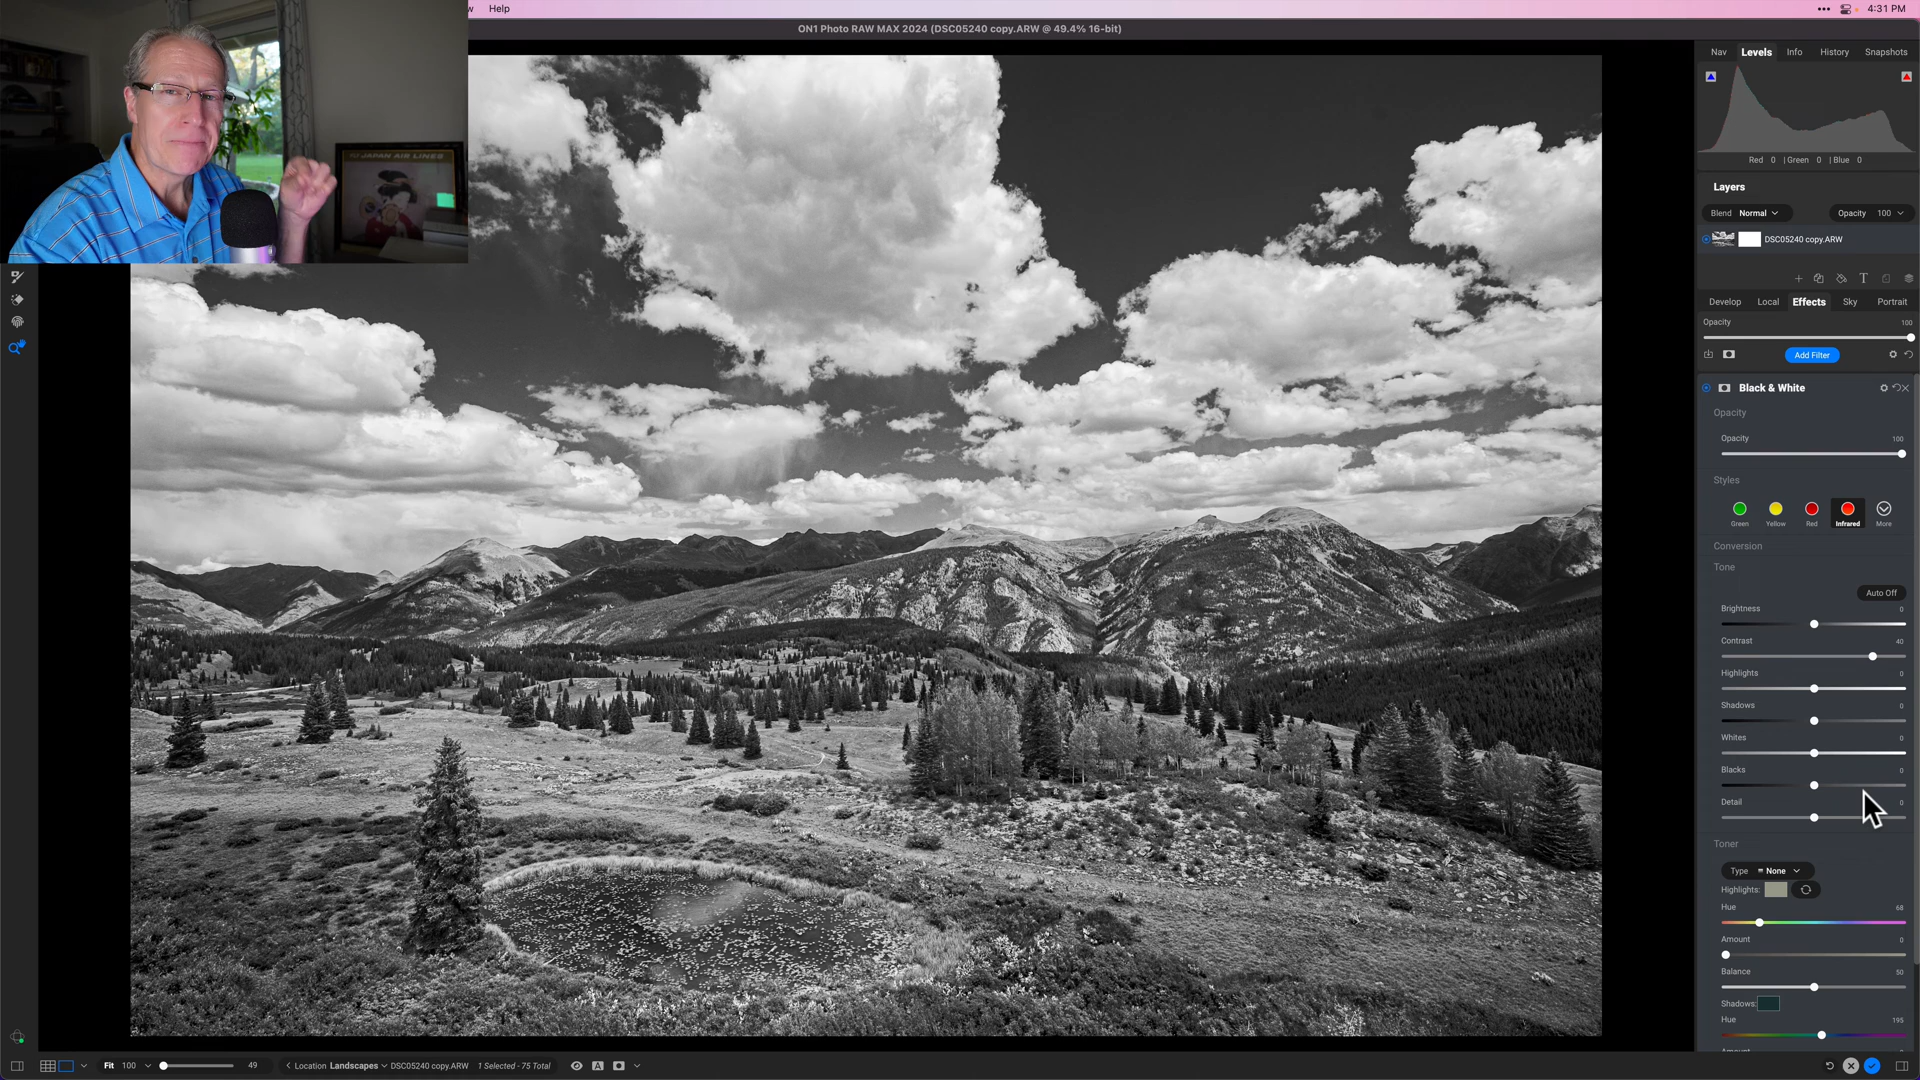 w Help
••• 4:31 PM
ON1 Photo RAW MAX 2024 (DSC05240 copy.ARW @ 49.4% 16-bit)
Nav Levels Info History Snapshots
JAPAN AIR LINES
Red 0 | Green 0 | Blue 0
Layers
Blend Normal Opacity 100
DSC05240 copy.ARW
T
Develop Local Effects Sky Portrait
Opacity 100
Add Filter
Black & White
Opacity
Opacity 100
Styles
Green Yellow Red Infrared More
Conversion
Tone
Auto Off
Brightness 0
Contrast 40
Highlights 0
Shadows 0
Whites 0
Blacks 0
Detail 0
Toner
Type = None
Highlights:
Hue 68
Amount 0
Balance 50
Shadows:
Hue 195
Fit 100 49 Location Landscapes DSC05240 copy.ARW 1 Selected - 75 Total A